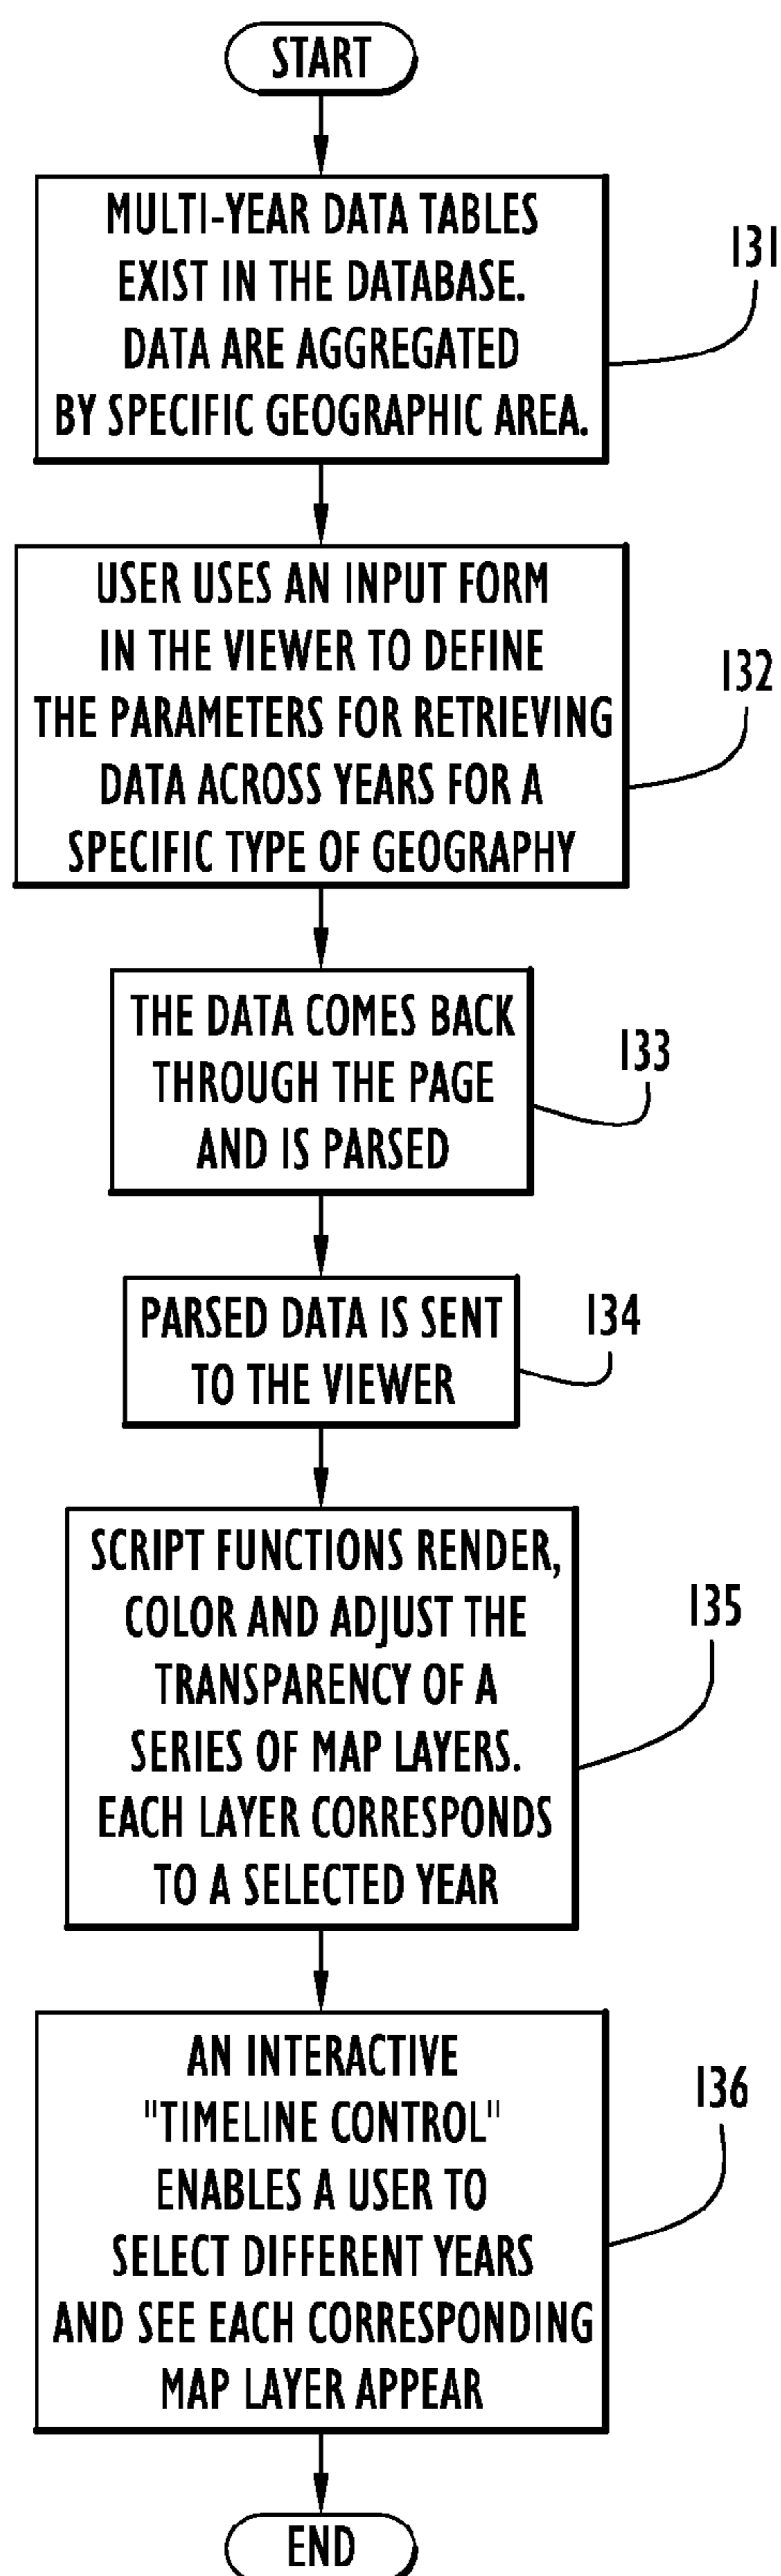 START
MULTI-YEAR DATA TABLES
EXIST IN THE DATABASE.
DATA ARE AGGREGATED
BY SPECIFIC GEOGRAPHIC AREA.
131
USER USES AN INPUT FORM
IN THE VIEWER TO DEFINE
THE PARAMETERS FOR RETRIEVING
DATA ACROSS YEARS FOR A
SPECIFIC TYPE OF GEOGRAPHY
132
THE DATA COMES BACK
THROUGH THE PAGE
AND IS PARSED
133
PARSED DATA IS SENT
TO THE VIEWER
134
SCRIPT FUNCTIONS RENDER,
COLOR AND ADJUST THE
TRANSPARENCY OF A
SERIES OF MAP LAYERS.
EACH LAYER CORRESPONDS
TO A SELECTED YEAR
135
AN INTERACTIVE
"TIMELINE CONTROL"
ENABLES A USER TO
SELECT DIFFERENT YEARS
AND SEE EACH CORRESPONDING
MAP LAYER APPEAR
136
END